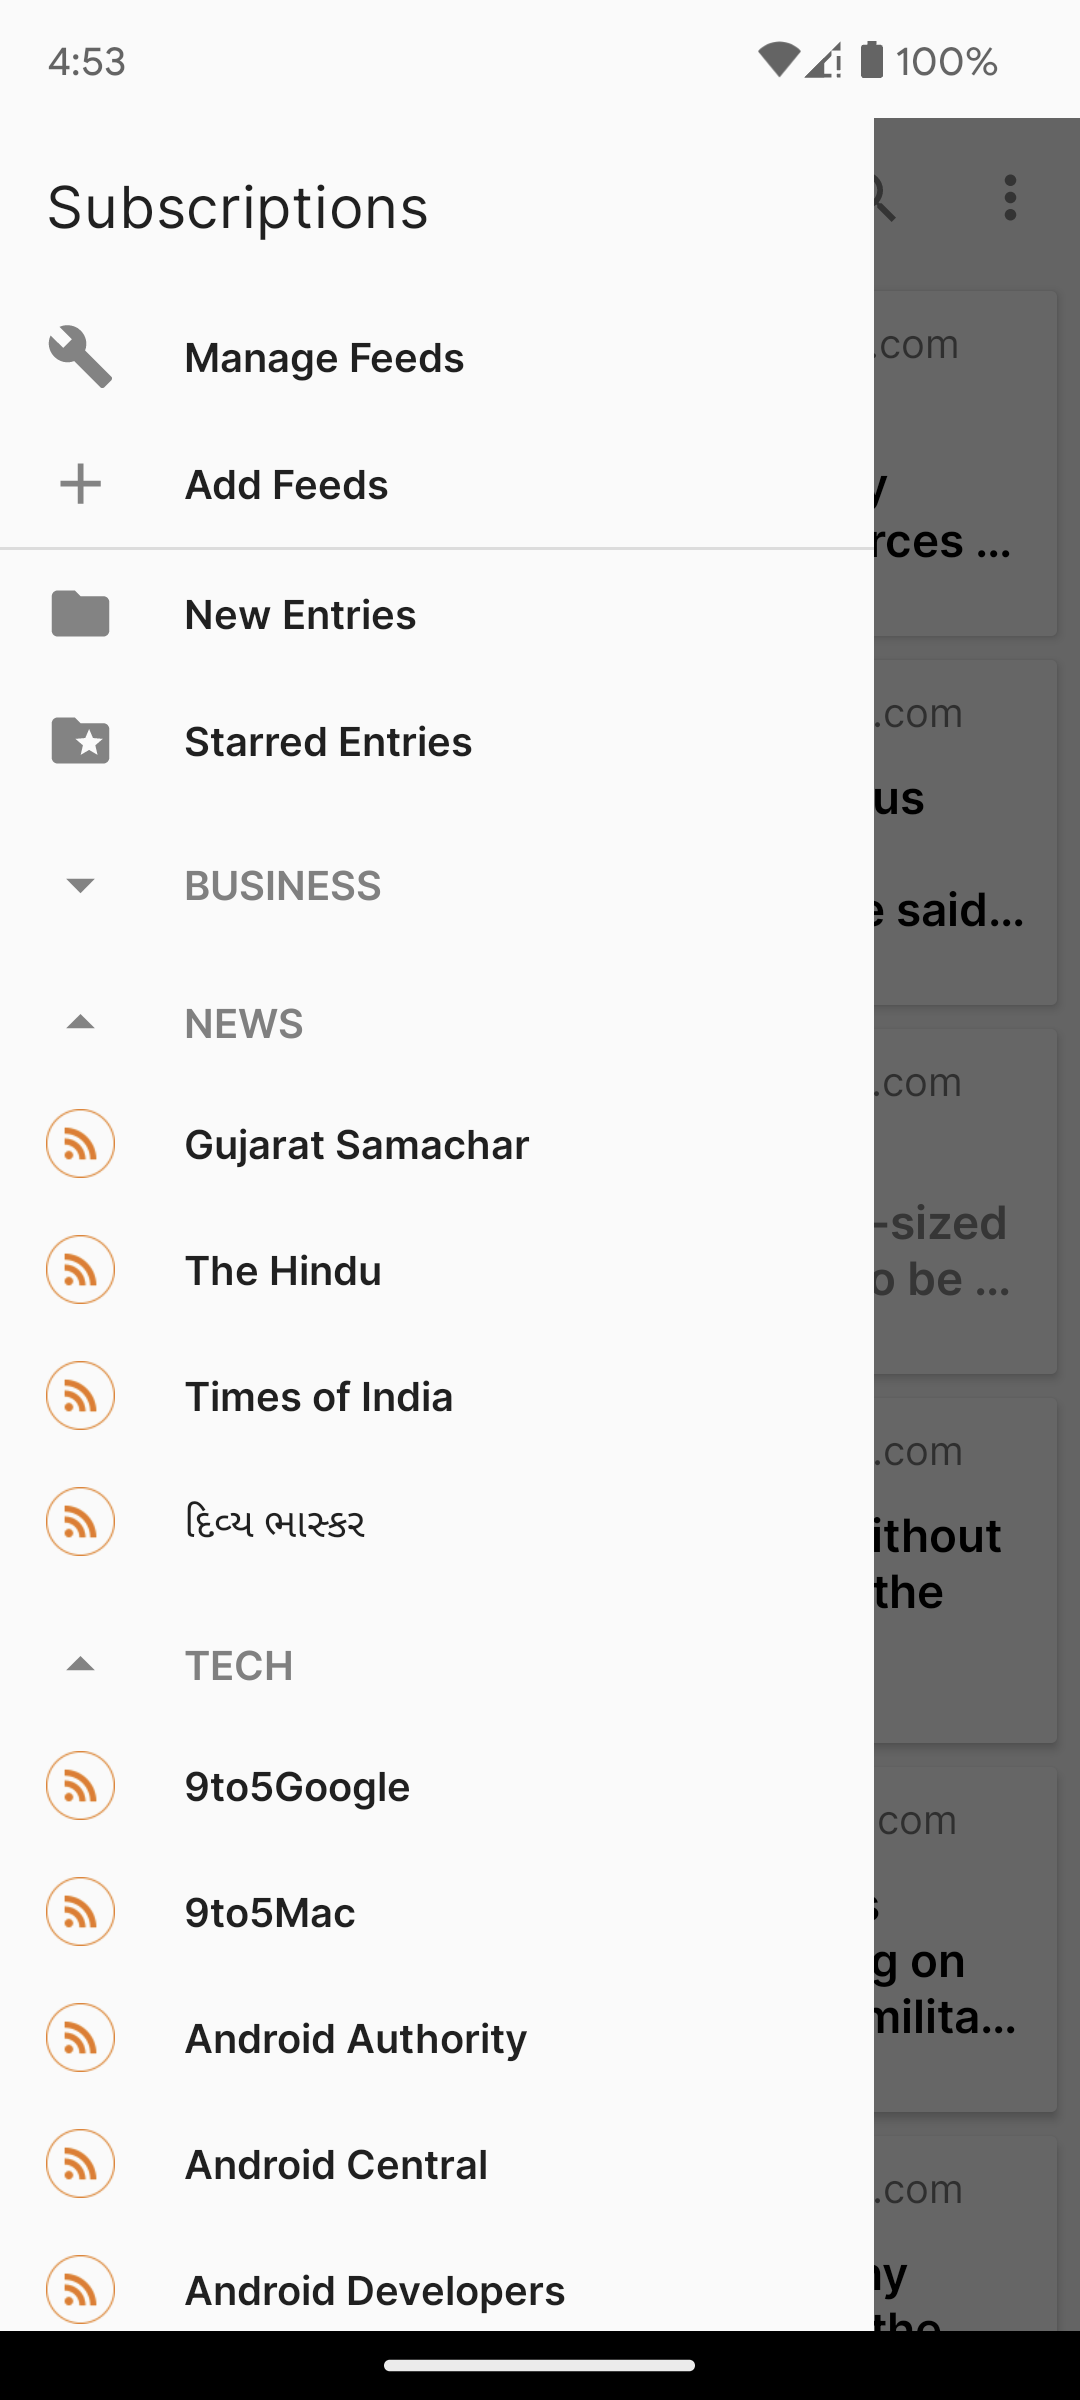 4:53
100%
Subscriptions
Manage Feeds
Add Feeds
New Entries
Starred Entries
BUSINESS
NEWS
Gujarat Samachar
The Hindu
Times of India
દિવ્ય ભાસ્કર
TECH
9to5Google
9to5Mac
Android Authority
Android Central
Android Developers
.com
rces ...
.com
us
said...
.com
-sized
be ...
.com
ithout
the
com
g on
milita...
.com
the